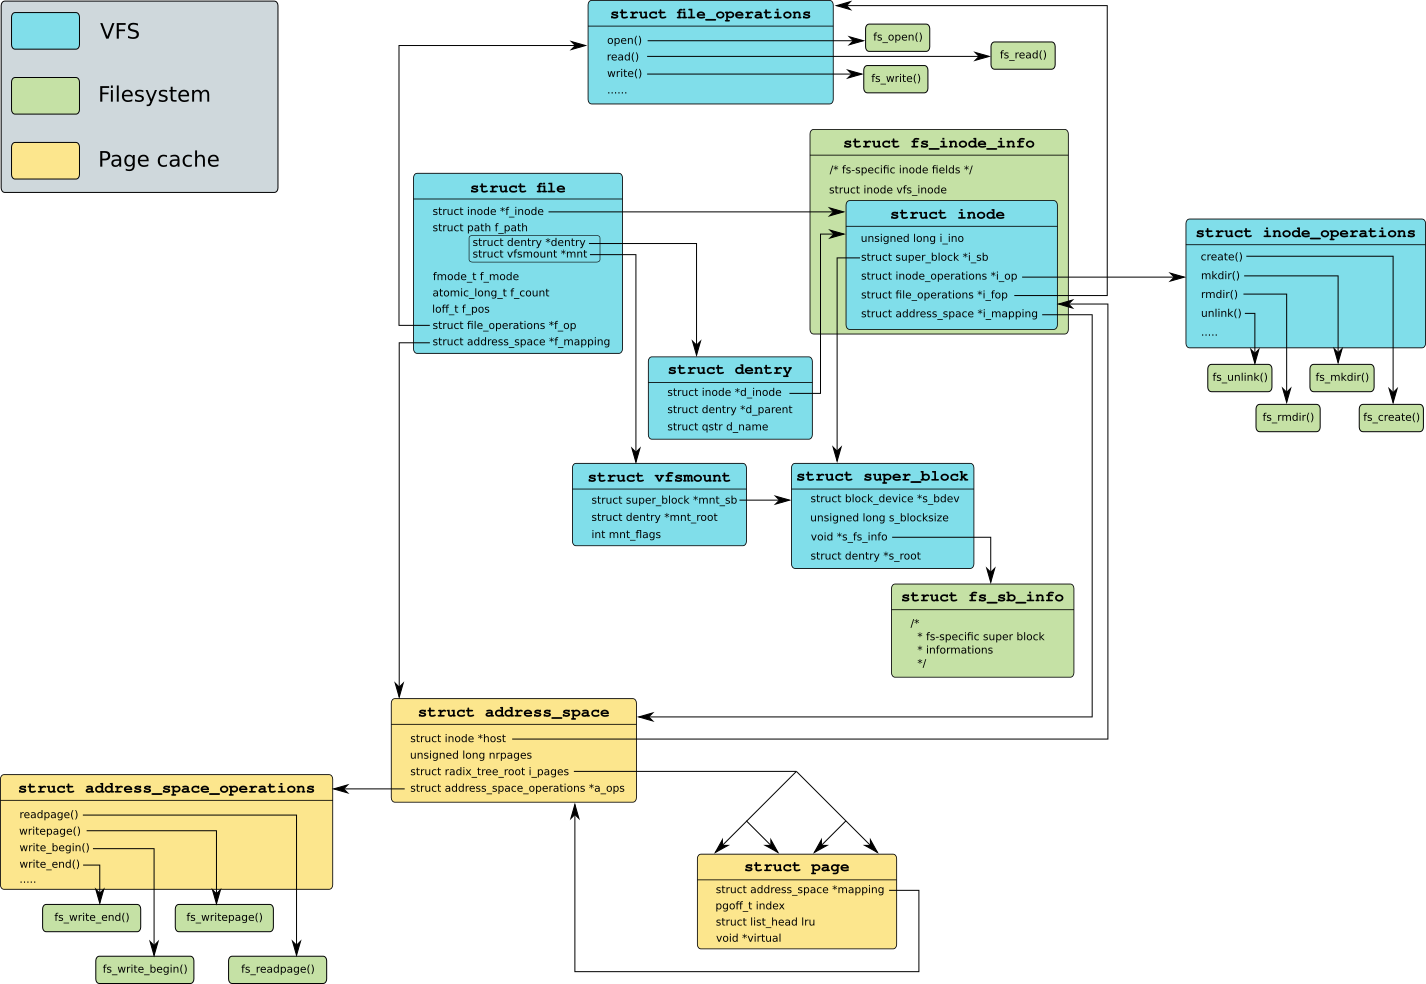 VFS
Filesystem
Page cache
struct file_operations
open()
read()
write()
......
fs_open()
fs_read()
fs_write()
struct fs_inode_info
/* fs-specific inode fields */
struct inode vfs_inode
struct inode
unsigned long i_ino
struct super_block *i_sb
struct inode_operations *i_op
struct file_operations *i_fop
struct address_space *i_mapping
struct file
struct inode *f_inode
struct path f_path
struct dentry *dentry
struct vfsmount *mnt
fmode_t f_mode
atomic_long_t f_count
loff_t f_pos
struct file_operations *f_op
struct address_space *f_mapping
struct inode_operations
create()
mkdir()
rmdir()
unlink()
.....
fs_unlink()
fs_mkdir()
fs_rmdir()
fs_create()
struct dentry
struct inode *d_inode
struct dentry *d_parent
struct qstr d_name
struct vfsmount
struct super_block *mnt_sb
struct dentry *mnt_root
int mnt_flags
struct super_block
struct block_device *s_bdev
unsigned long s_blocksize
void *s_fs_info
struct dentry *s_root
struct fs_sb_info
/*
* fs-specific super block
* informations
*/
struct address_space
struct inode *host
unsigned long nrpages
struct radix_tree_root i_pages
struct address_space_operations *a_ops
struct address_space_operations
readpage()
writepage()
write_begin()
write_end()
.....
fs_write_end()
fs_writepage()
fs_write_begin()
fs_readpage()
struct page
struct address_space *mapping
pgoff_t index
struct list_head lru
void *virtual